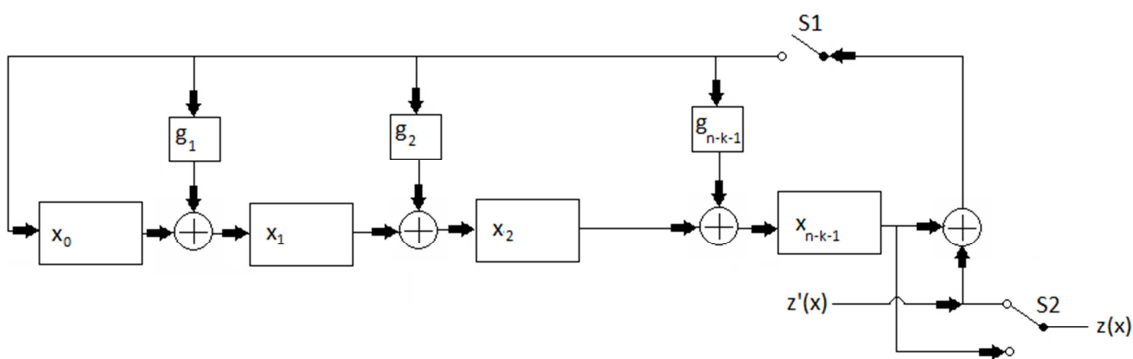 S1
g₁
g₂
gₙ₋ₖ₋₁
x₀
x₁
x₂
xₙ₋ₖ₋₁
z'(x)
S2
z(x)